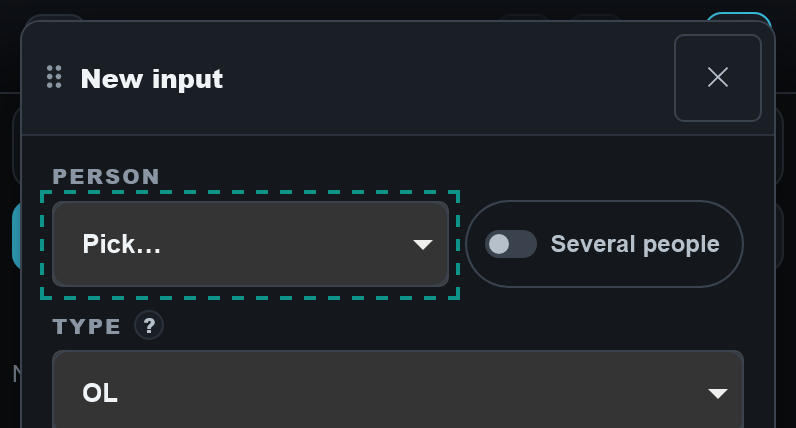 New input
PERSON
Pick...
Several people
TYPE ?
OL